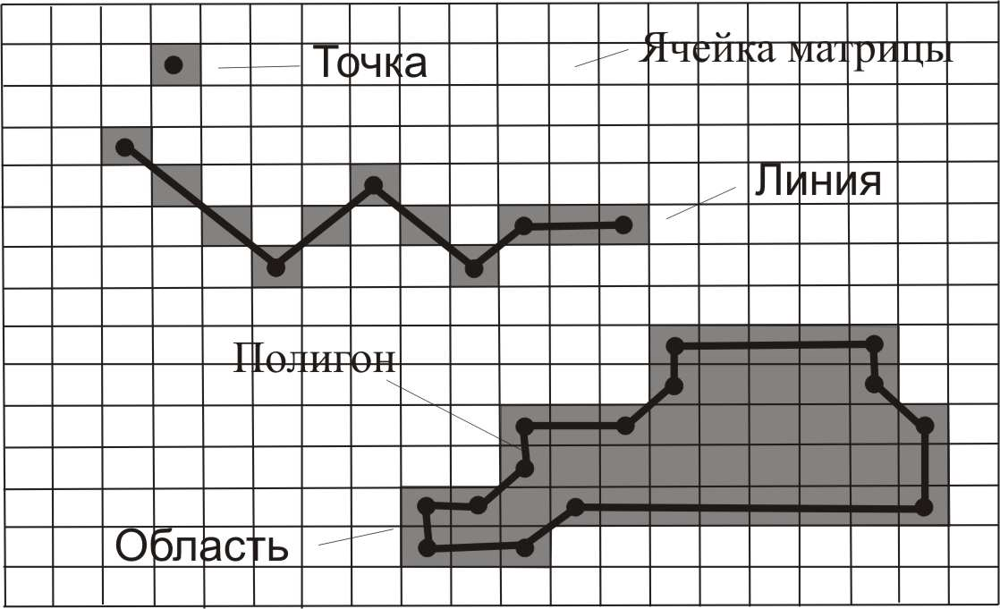 Ячейка матрицы
Точка
Линия
Полигон
Область